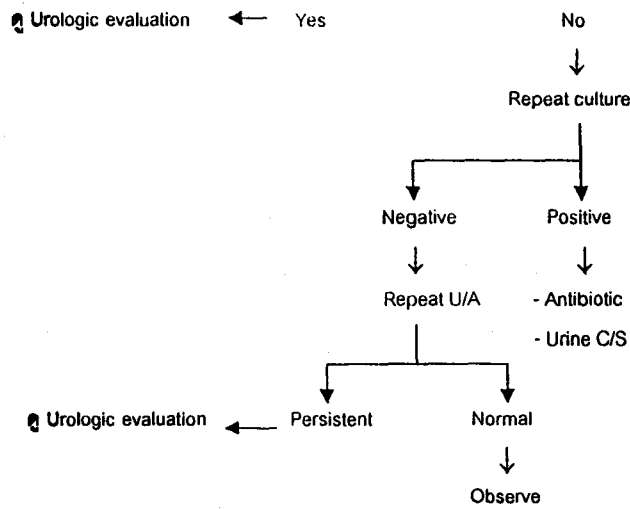 Urologic evaluation Yes No
Repeat culture
Negative Positive
Repeat U/A - Antibiotic
- Urine C/S
Urologic evaluation Persistent Normal
Observe